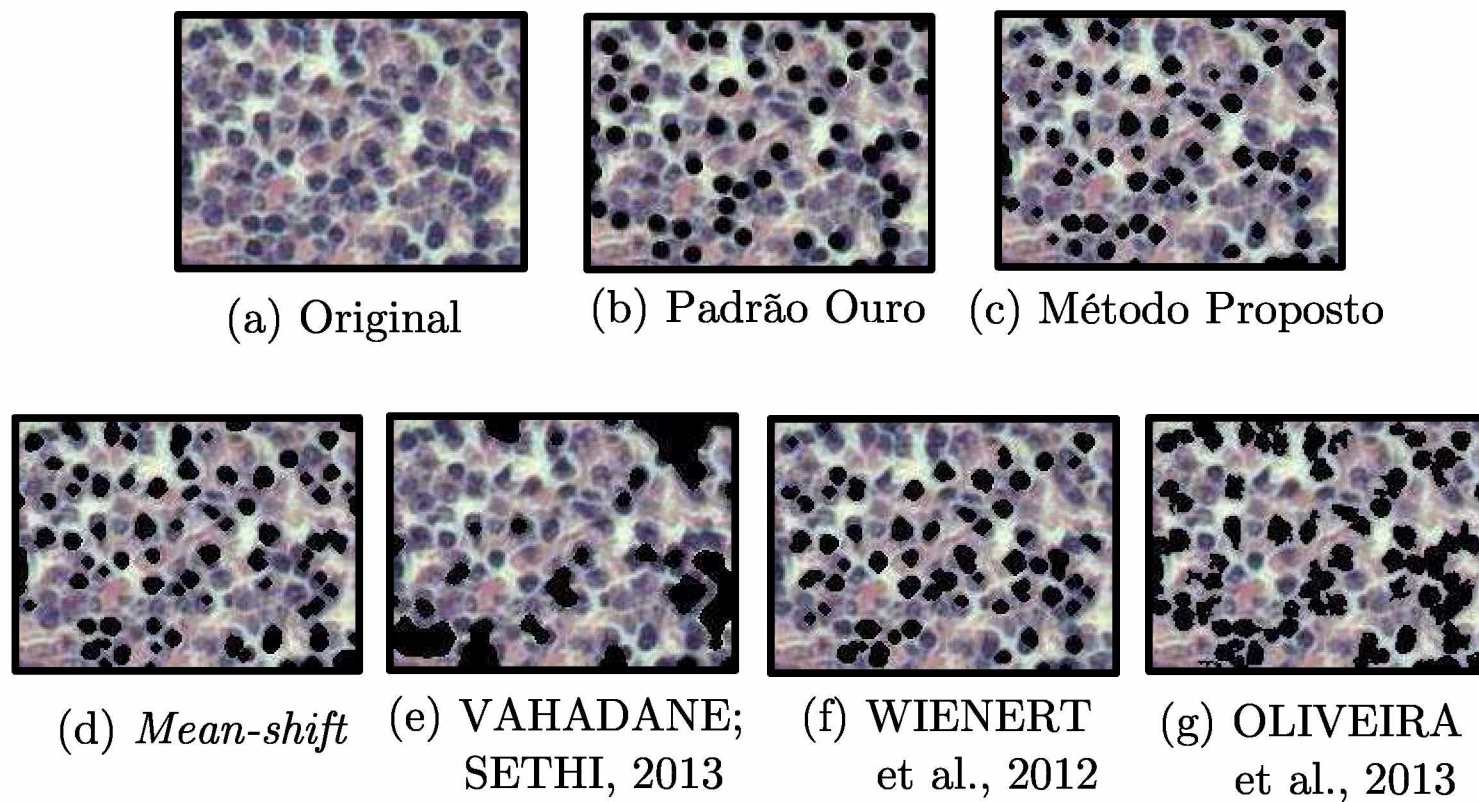 (a) Original
(b) Padrão Ouro
(c) Método Proposto
(d) Mean-shift
(e) VAHADANE;
SETHI, 2013
(f) WIENERT
et al., 2012
(g) OLIVEIRA
et al., 2013